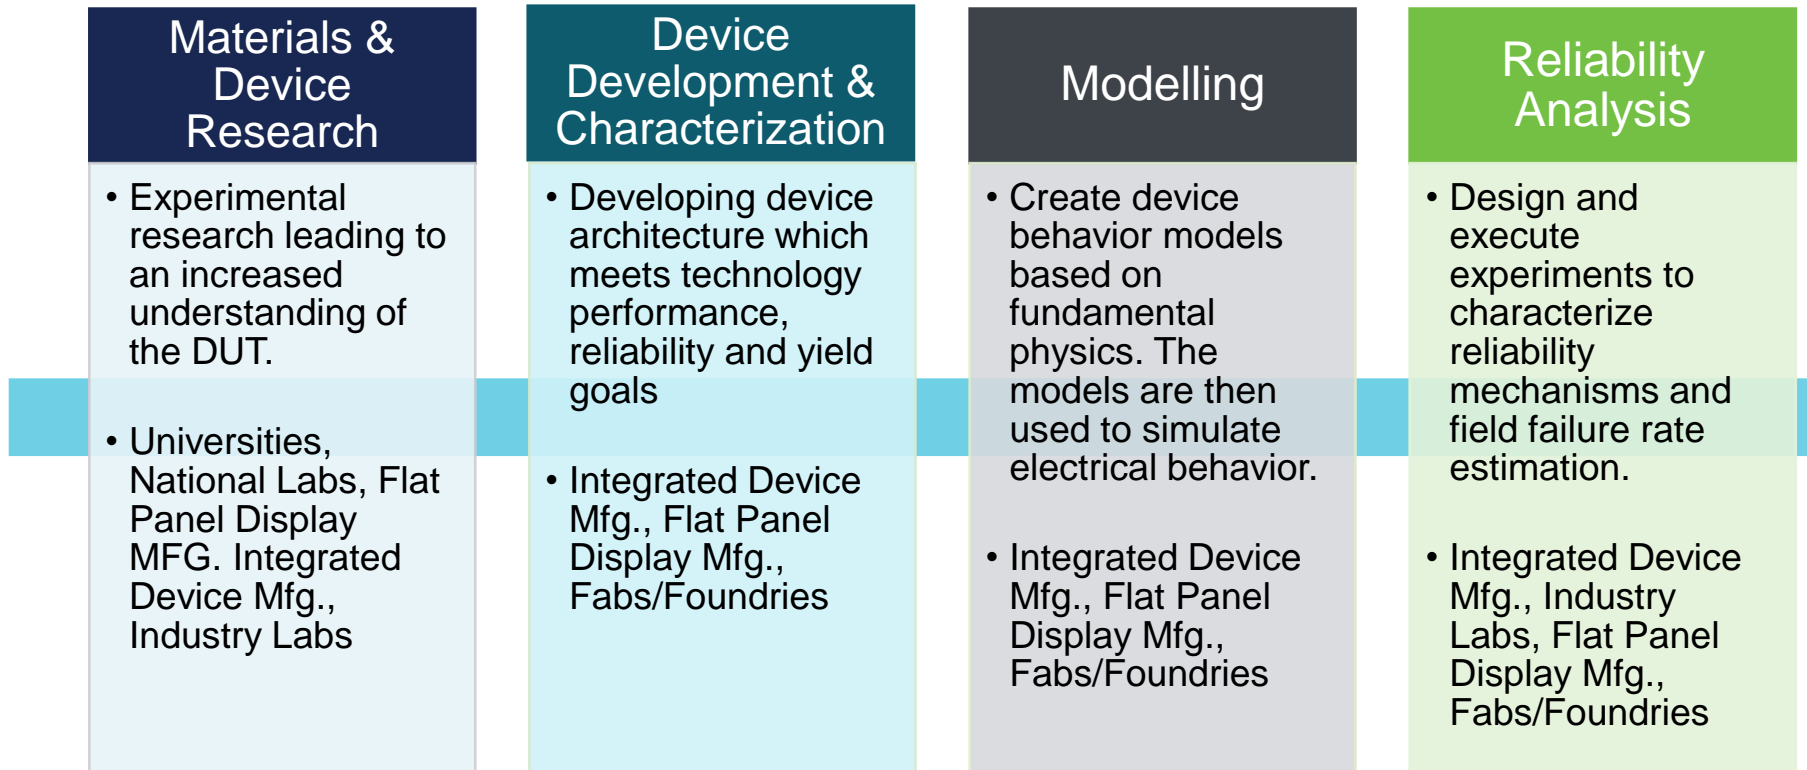 Materials &
Device
Research
• Experimental
research leading to
an increased
understanding of
the DUT.
• Universities,
National Labs, Flat
Panel Display
MFG. Integrated
Device Mfg.,
Industry Labs
Device
Development &
Characterization
• Developing device
architecture which
meets technology
performance,
reliability and yield
goals
• Integrated Device
Mfg., Flat Panel
Display Mfg.,
Fabs/Foundries
Modelling
• Create device
behavior models
based on
fundamental
physics. The
models are then
used to simulate
electrical behavior.
• Integrated Device
Mfg., Flat Panel
Display Mfg.,
Fabs/Foundries
Reliability
Analysis
• Design and
execute
experiments to
characterize
reliability
mechanisms and
field failure rate
estimation.
• Integrated Device
Mfg., Industry
Labs, Flat Panel
Display Mfg.,
Fabs/Foundries